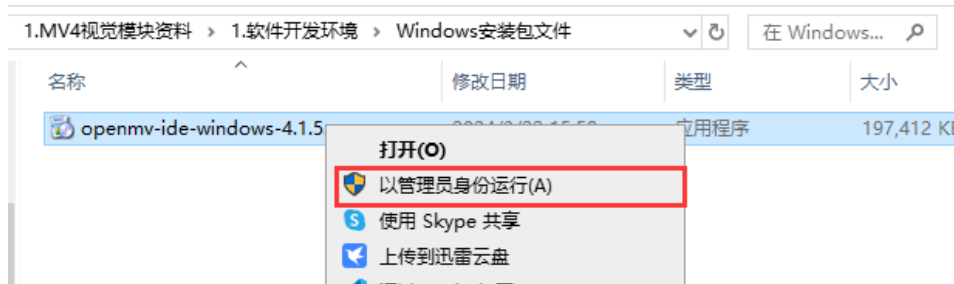 1.MV4视觉模块资料 › 1.软件开发环境 › Windows安装包文件
在 Windows...
名称 修改日期 类型 大小
openmv-ide-windows-4.1.5 应用程序 197,412 K
打开(O)
以管理员身份运行(A)
使用 Skype 共享
上传到迅雷云盘